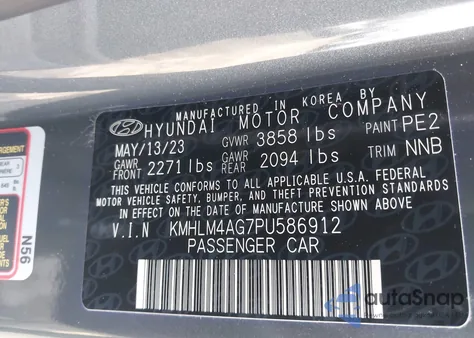 MANUFACTURED IN KOREA BY
HYUNDAI MOTOR COMPANY
MAY/13/23 GVWR 3858 lbs PAINT PE2
GAWR FRONT 2271 lbs GAWR REAR 2094 lbs TRIM NNB
THIS VEHICLE CONFORMS TO ALL APPLICABLE U.S.A. FEDERAL
MOTOR VEHICLE SAFETY, BUMPER, AND THEFT PREVENTION STANDARDS
IN EFFECT ON THE DATE OF MANUFACTURE SHOWN ABOVE
V.I.N KMHLM4AG7PU586912
PASSENGER CAR
N56
autoSnap